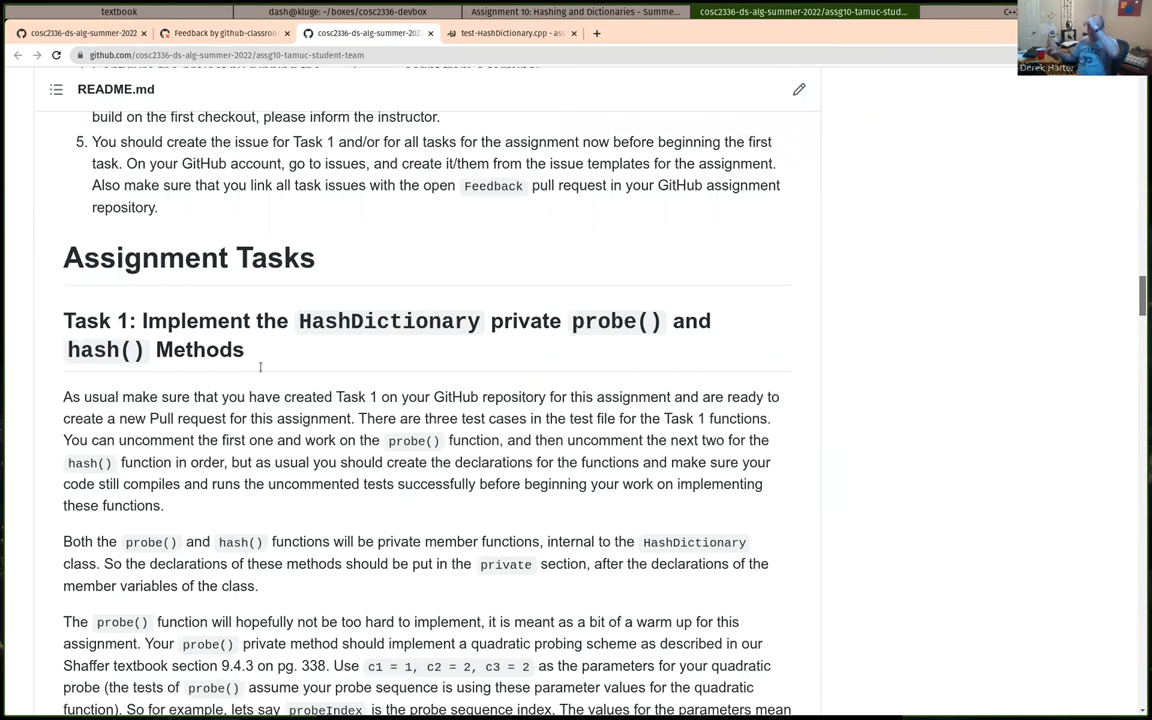 textbook
dash@kluge: ~/boxes/cosc2336-devbox
Assignment 10: Hashing and Dictionaries - Summe...
cosc2336-ds-alg-summer-2022/assg10-tamuc-stud...
C++
cosc2336-ds-alg-summer-2022
Feedback by github-classroo
cosc2336-ds-alg-summer-202
test-HashDictionary.cpp - as
github.com/cosc2336-ds-alg-summer-2022/assg10-tamuc-student-team
Derek Harter
README.md
build on the first checkout, please inform the instructor.
5. You should create the issue for Task 1 and/or for all tasks for the assignment now before beginning the first
task. On your GitHub account, go to issues, and create it/them from the issue templates for the assignment.
Also make sure that you link all task issues with the open Feedback pull request in your GitHub assignment
repository.
Assignment Tasks
Task 1: Implement the HashDictionary private probe() and
hash() Methods
As usual make sure that you have created Task 1 on your GitHub repository for this assignment and are ready to
create a new Pull request for this assignment. There are three test cases in the test file for the Task 1 functions.
You can uncomment the first one and work on the probe() function, and then uncomment the next two for the
hash() function in order, but as usual you should create the declarations for the functions and make sure your
code still compiles and runs the uncommented tests successfully before beginning your work on implementing
these functions.
Both the probe() and hash() functions will be private member functions, internal to the HashDictionary
class. So the declarations of these methods should be put in the private section, after the declarations of the
member variables of the class.
The probe() function will hopefully not be too hard to implement, it is meant as a bit of a warm up for this
assignment. Your probe() private method should implement a quadratic probing scheme as described in our
Shaffer textbook section 9.4.3 on pg. 338. Use c1 = 1, c2 = 2, c3 = 2 as the parameters for your quadratic
probe (the tests of probe() assume your probe sequence is using these parameter values for the quadratic
function). So for example, lets say probeIndex is the probe sequence index. The values for the parameters mean